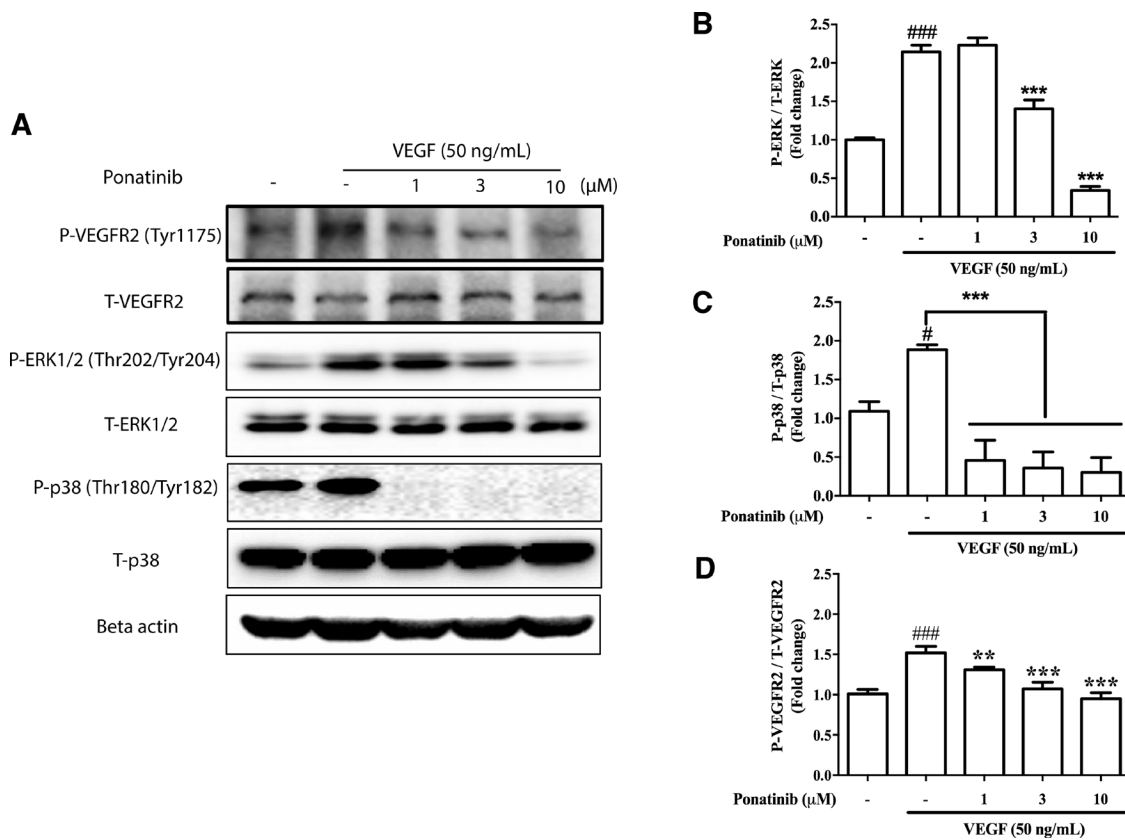 A
VEGF (50 ng/mL)
Ponatinib - - 1 3 10 (μM)
P-VEGFR2 (Tyr1175)
T-VEGFR2
P-ERK1/2 (Thr202/Tyr204)
T-ERK1/2
P-p38 (Thr180/Tyr182)
T-p38
Beta actin
B
P-ERK / T-ERK
(Fold change)
2.5
2.0
1.5
1.0
0.5
0.0
###
***
***
Ponatinib (μM) - - 1 3 10
VEGF (50 ng/mL)
C
P-p38 / T-p38
(Fold change)
2.5
2.0
1.5
1.0
0.5
0.0
#
***
Ponatinib (μM) - - 1 3 10
VEGF (50 ng/mL)
D
P-VEGFR2 / T-VEGFR2
(Fold change)
2.5
2.0
1.5
1.0
0.5
0.0
###
**
***
***
Ponatinib (μM) - - 1 3 10
VEGF (50 ng/mL)